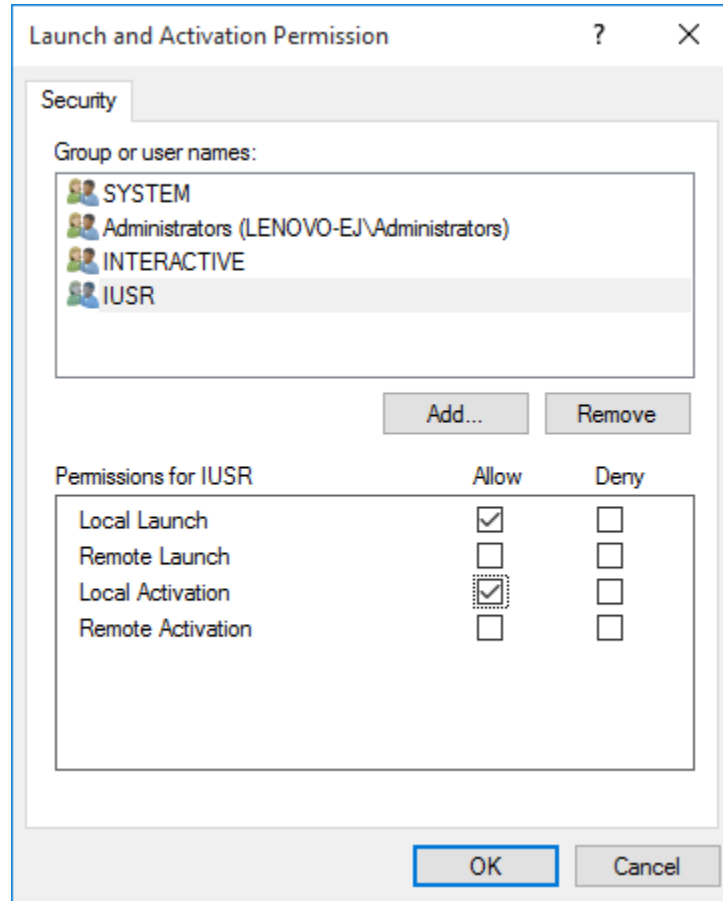 Launch and Activation Permission ?
Security
Group or user names:
SYSTEM
Administrators (LENOVO-EJ\Administrators)
INTERACTIVE
IUSR
Add... Remove
Permissions for IUSR Allow Deny
Local Launch
Remote Launch
Local Activation
Remote Activation
OK Cancel